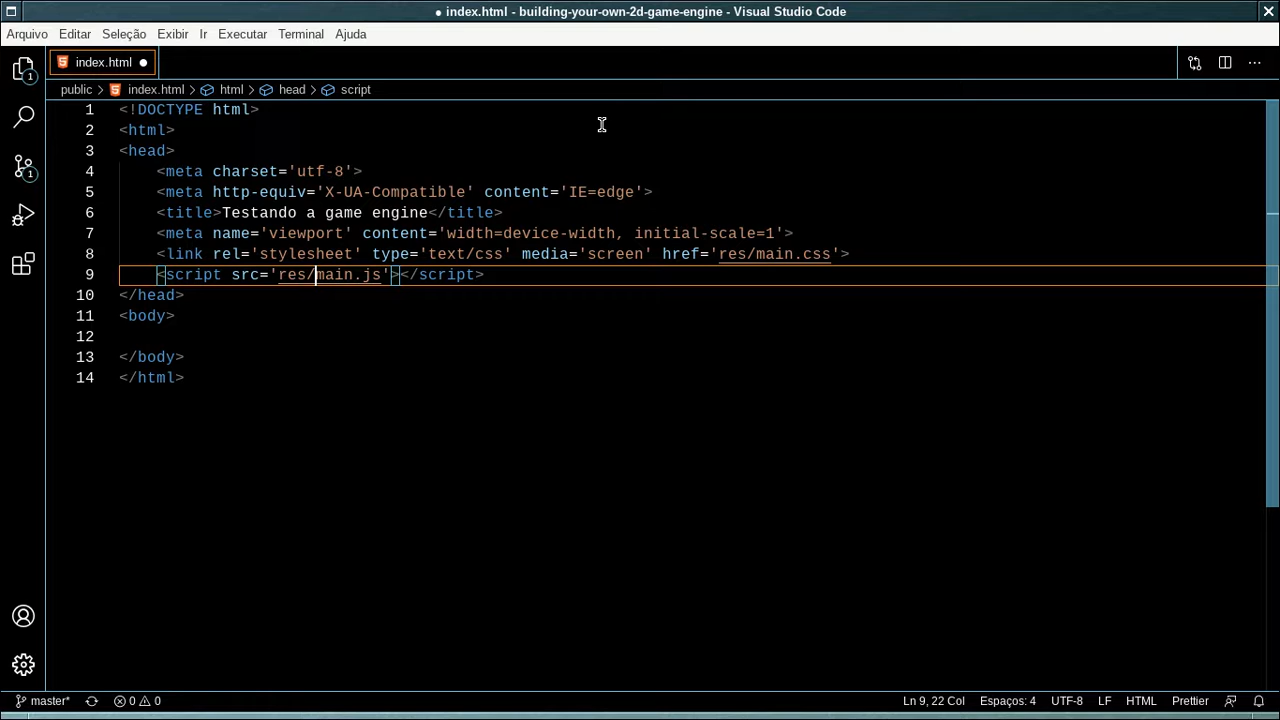 ● index.html - building-your-own-2d-game-engine - Visual Studio Code
Arquivo Editar Seleção Exibir Ir Executar Terminal Ajuda
index.html ●
public > index.html > html > head > script
1 <!DOCTYPE html>
2 <html>
3 <head>
4     <meta charset='utf-8'>
5     <meta http-equiv='X-UA-Compatible' content='IE=edge'>
6     <title>Testando a game engine</title>
7     <meta name='viewport' content='width=device-width, initial-scale=1'>
8     <link rel='stylesheet' type='text/css' media='screen' href='res/main.css'>
9     <script src='res/main.js'></script>
10 </head>
11 <body>
12
13 </body>
14 </html>
1
1
master* 0 0 Ln 9, 22 Col Espaços: 4 UTF-8 LF HTML Prettier